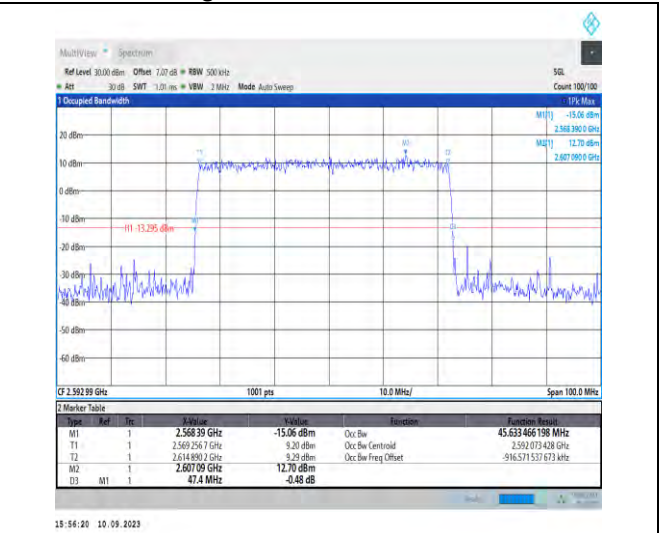 MultiView Spectrum
Ref Level 30.00 dBm Offset 7.07 dB RBW 500 kHz SGL
Att 30 dB SWT 1.01 ms VBW 2 MHz Mode Auto Sweep Count 100/100
1 Occupied Bandwidth 1Pk Max
M1[1] -15.06 dBm
2.568 390 0 GHz
M2[1] 12.70 dBm
2.607 090 0 GHz
20 dBm
M2
T1 T2
10 dBm
0 dBm
-10 dBm
M1
H1 -13.295 dBm
D3
-20 dBm
-30 dBm
-40 dBm
-50 dBm
-60 dBm
CF 2.592 99 GHz 1001 pts 10.0 MHz/ Span 100.0 MHz
2 Marker Table
Type Ref Trc X-Value Y-Value Function Function Result
M1 1 2.568 39 GHz -15.06 dBm Occ Bw 45.633 466 198 MHz
T1 1 2.569 256 7 GHz 9.20 dBm Occ Bw Centroid 2.592 073 428 GHz
T2 1 2.614 890 2 GHz 9.29 dBm Occ Bw Freq Offset -916.571 537 673 kHz
M2 1 2.607 09 GHz 12.70 dBm
D3 M1 1 47.4 MHz -0.48 dB
15:56:20 10.09.2023